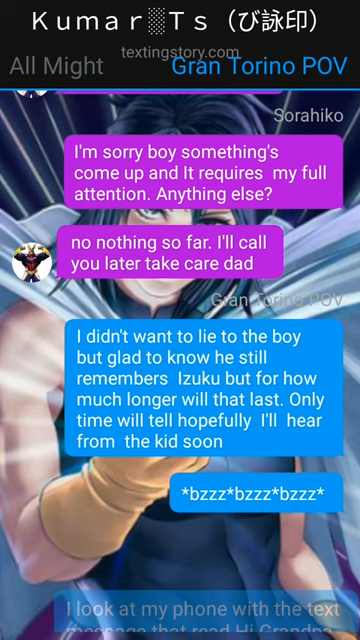 Kumar░Ts（び詠印）
textingstory.com
All Might
Gran Torino POV
Sorahiko
I'm sorry boy something's
come up and It requires my full
attention. Anything else?
no nothing so far. I'll call
you later take care dad
Gran Torino POV
I didn't want to lie to the boy
but glad to know he still
remembers Izuku but for how
much longer will that last. Only
time will tell hopefully I'll hear
from the kid soon
*bzzz*bzzz*bzzz*
I look at my phone with the text
message that read Hi Grandpa